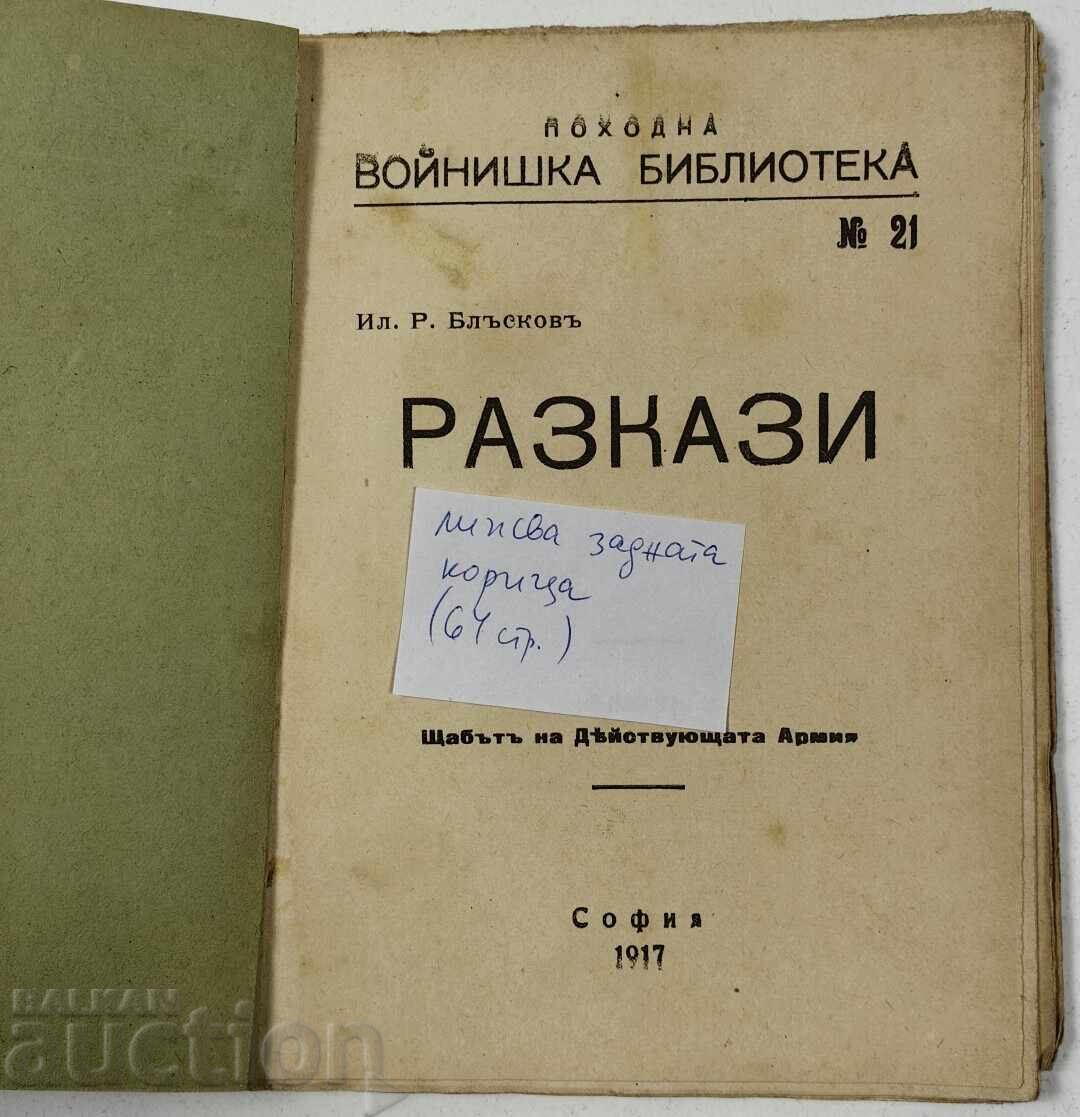 ПОХОДНА
ВОЙНИШКА БИБЛИОТЕКА
№ 21
Ил. Р. Блъсковъ
РАЗКАЗИ
липсва задната
корица
(64 стр.)
Щабътъ на Дѣйствующата Армия
София
1917
BALKAN
auction